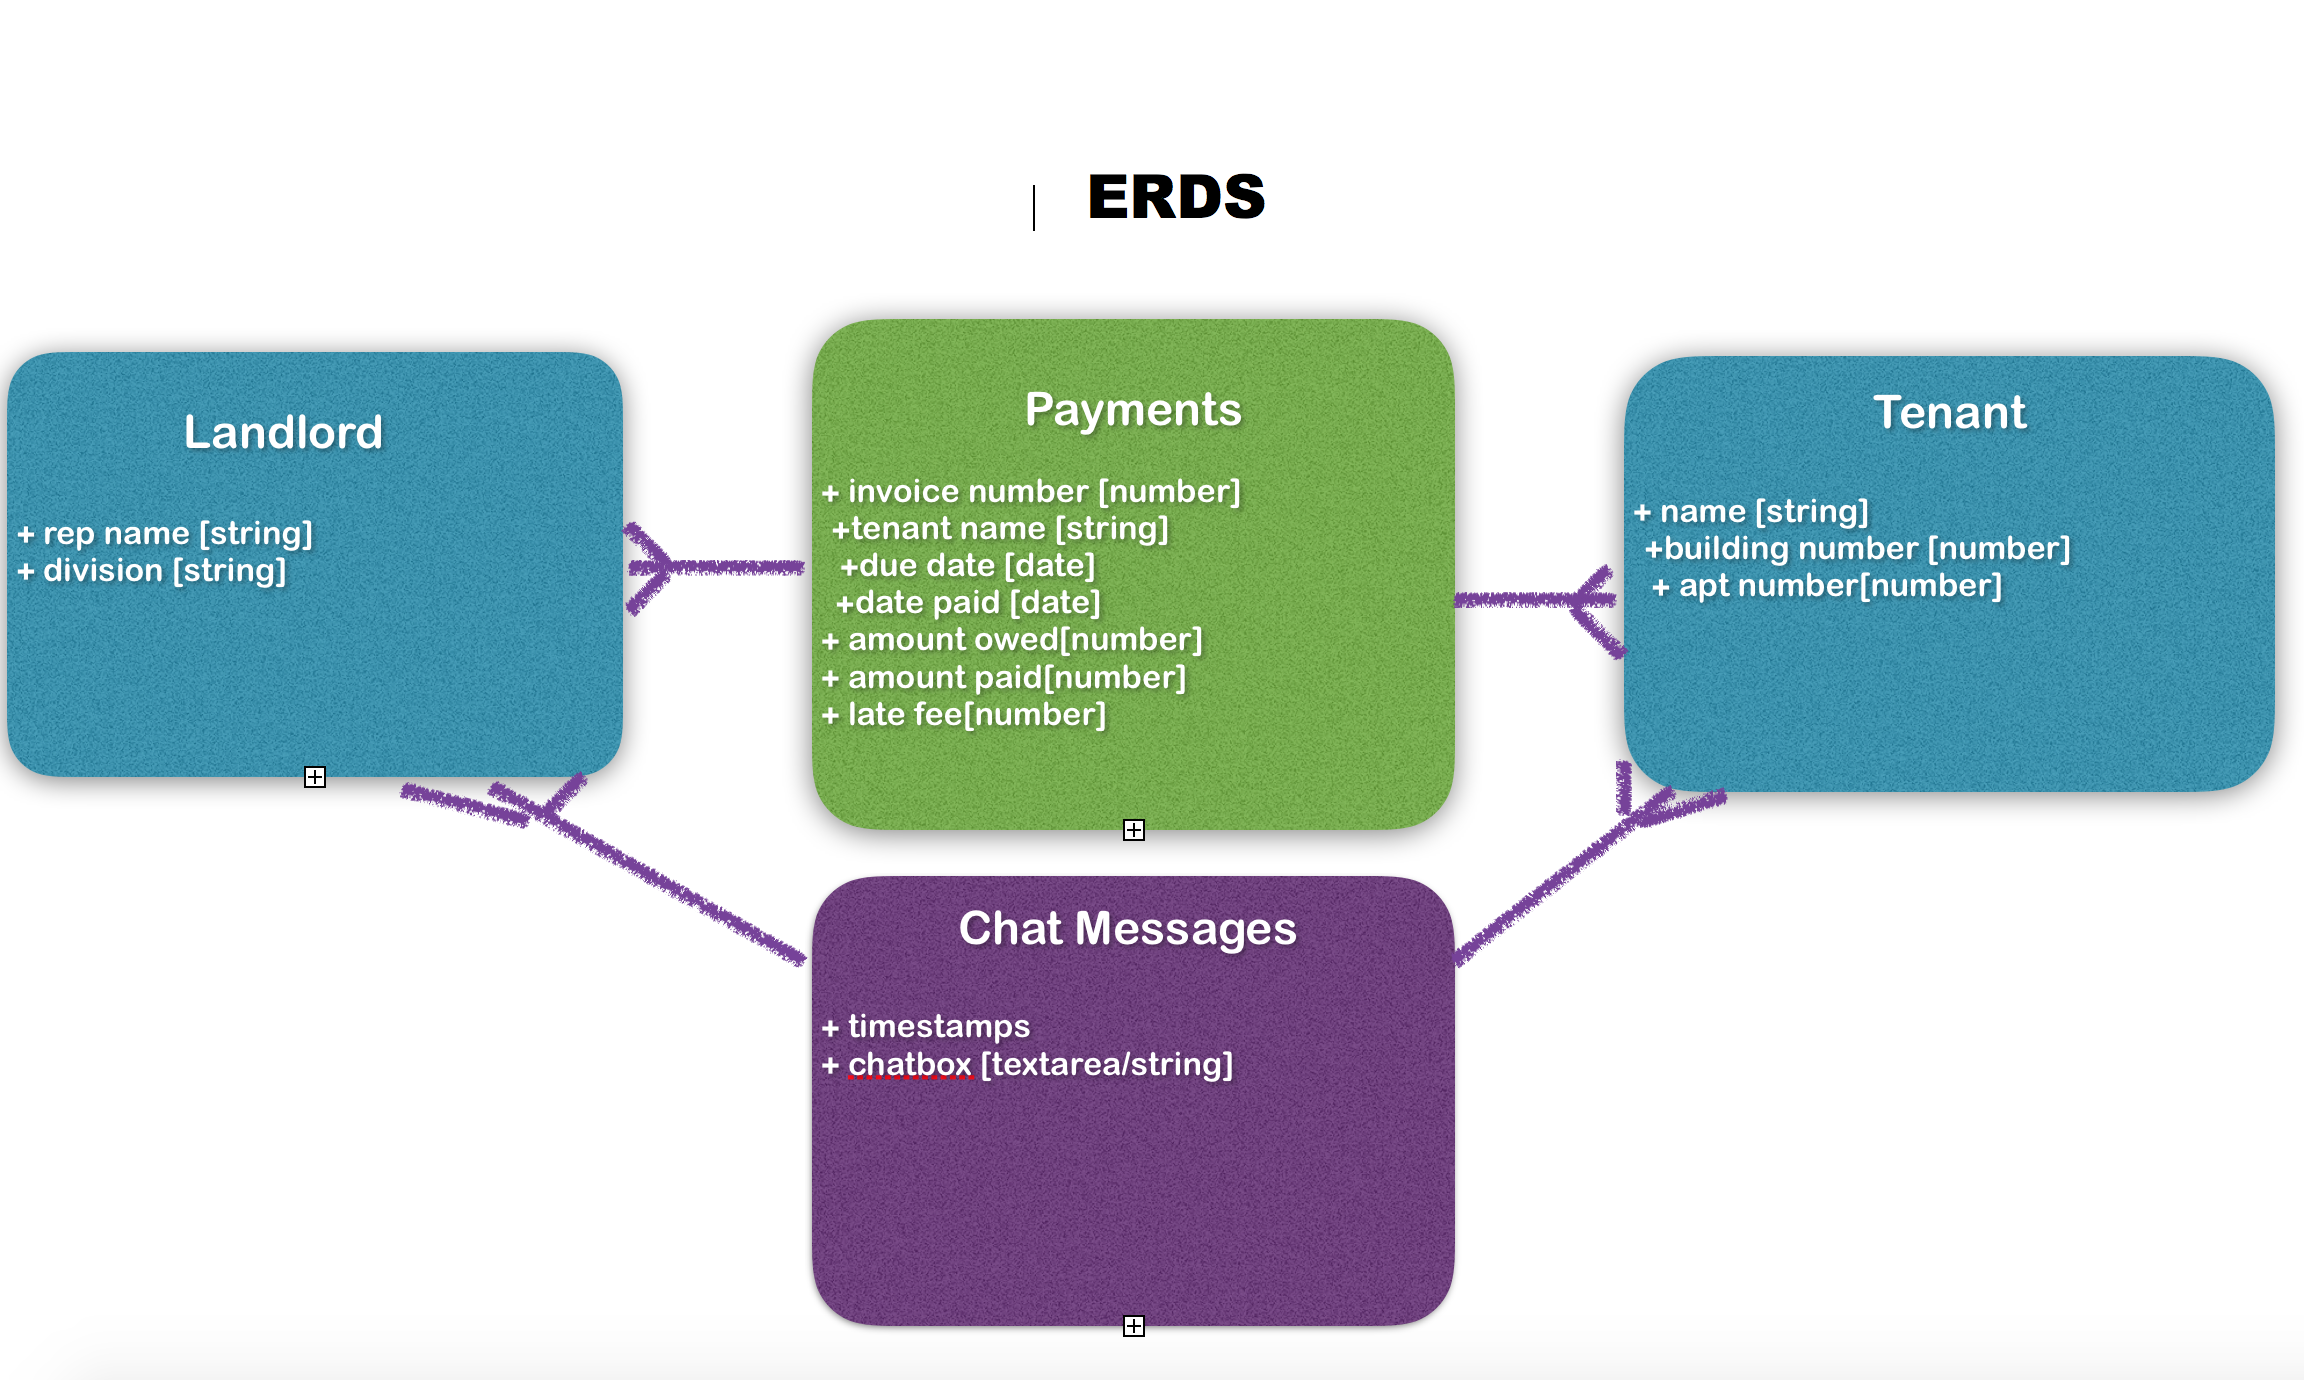 ERDS
Landlord
+ rep name [string]
+ division [string]
Payments
+ invoice number [number]
+tenant name [string]
+due date [date]
+date paid [date]
+ amount owed[number]
+ amount paid[number]
+ late fee[number]
Tenant
+ name [string]
+building number [number]
+ apt number[number]
Chat Messages
+ timestamps
+ chatbox [textarea/string]